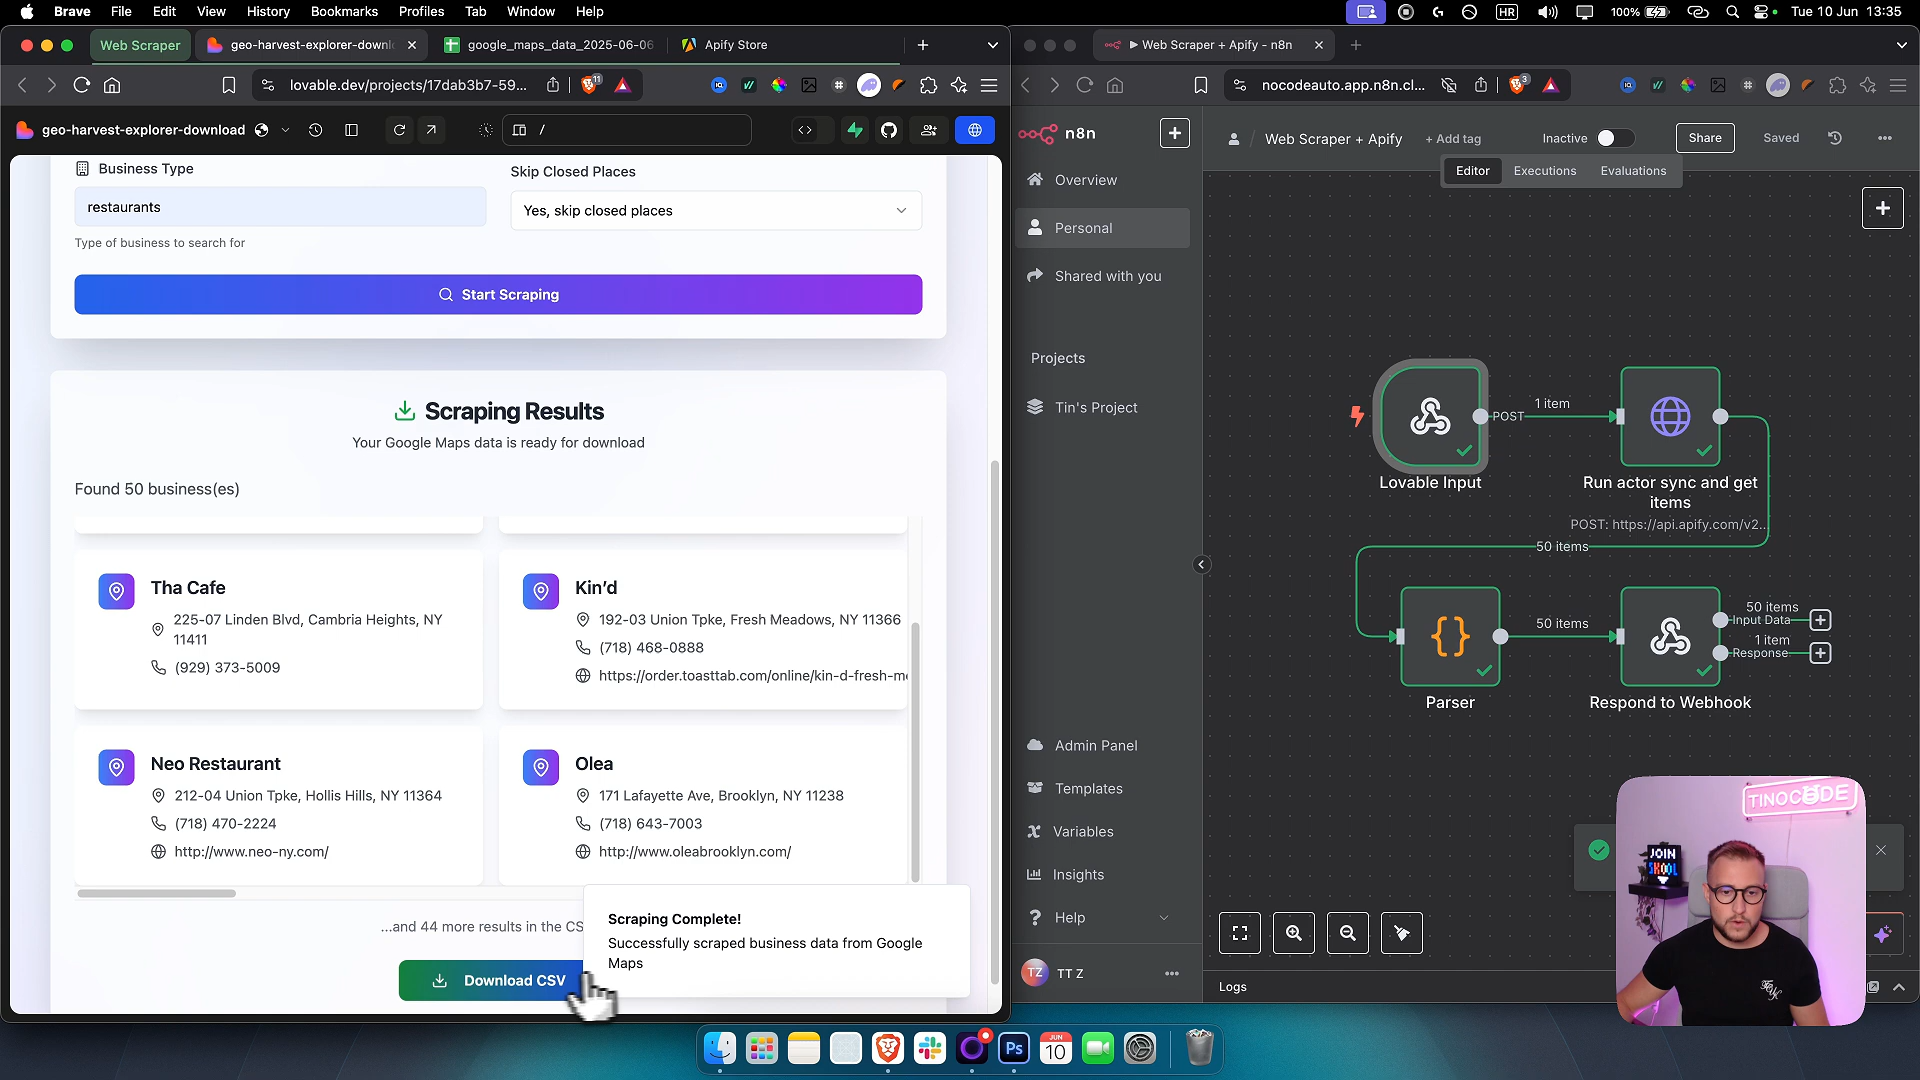 Brave File Edit View History Bookmarks Profiles Tab Window Help
HR 100% Tue 10 Jun 13:35
Web Scraper
geo-harvest-explorer-downl
google_maps_data_2025-06-06
Apify Store
lovable.dev/projects/17dab3b7-59...
11
geo-harvest-explorer-download
/
Business Type
restaurants
Type of business to search for
Skip Closed Places
Yes, skip closed places
Start Scraping
Scraping Results
Your Google Maps data is ready for download
Found 50 business(es)
Tha Cafe
225-07 Linden Blvd, Cambria Heights, NY
11411
(929) 373-5009
Kin’d
192-03 Union Tpke, Fresh Meadows, NY 11366
(718) 468-0888
https://order.toasttab.com/online/kin-d-fresh-me
Neo Restaurant
212-04 Union Tpke, Hollis Hills, NY 11364
(718) 470-2224
http://www.neo-ny.com/
Olea
171 Lafayette Ave, Brooklyn, NY 11238
(718) 643-7003
http://www.oleabrooklyn.com/
...and 44 more results in the CS
Download CSV
Scraping Complete!
Successfully scraped business data from Google
Maps
▶ Web Scraper + Apify - n8n
nocodeauto.app.n8n.cl...
3
n8n
Overview
Personal
Shared with you
Projects
Tin's Project
Admin Panel
Templates
Variables
Insights
Help
TZ TT Z
Web Scraper + Apify
+ Add tag
Inactive
Share
Saved
Editor Executions Evaluations
POST
1 item
Lovable Input
Run actor sync and get
items
POST: https://api.apify.com/v2...
50 items
50 items
Parser
Respond to Webhook
50 items
Input Data
1 item
Response
Logs
TINOCODE
JOIN
SKOOL
Ps
JUN
10